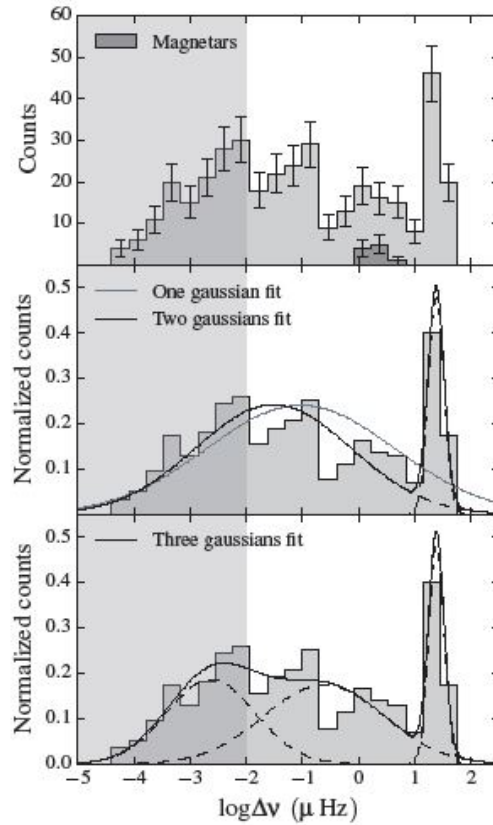 60
50
40
30
20
10
Counts
Magnetars
0.5
0.4
0.3
0.2
0.1
Normalized counts
One gaussian fit
Two gaussians fit
0.5
0.4
0.3
0.2
0.1
0.0
Normalized counts
Three gaussians fit
−5 −4 −3 −2 −1 0 1 2
logΔν (μ Hz)